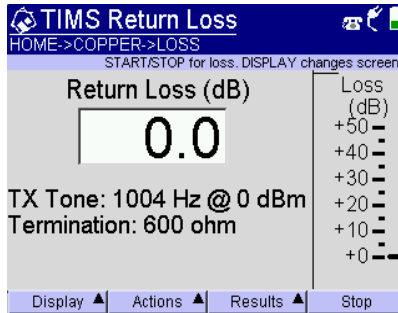 TIMS Return Loss
HOME->COPPER->LOSS
START/STOP for loss. DISPLAY changes screen
Return Loss (dB)
0.0
TX Tone: 1004 Hz @ 0 dBm
Termination: 600 ohm
Loss
(dB)
+50
+40
+30
+20
+10
+0
Display ▲ Actions ▲ Results ▲ Stop